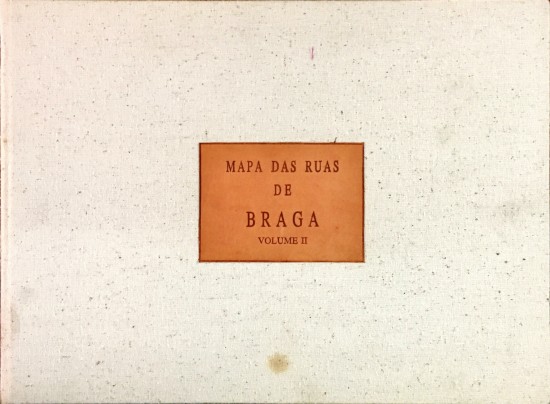 MAPA DAS RUAS
DE
BRAGA
VOLUME II